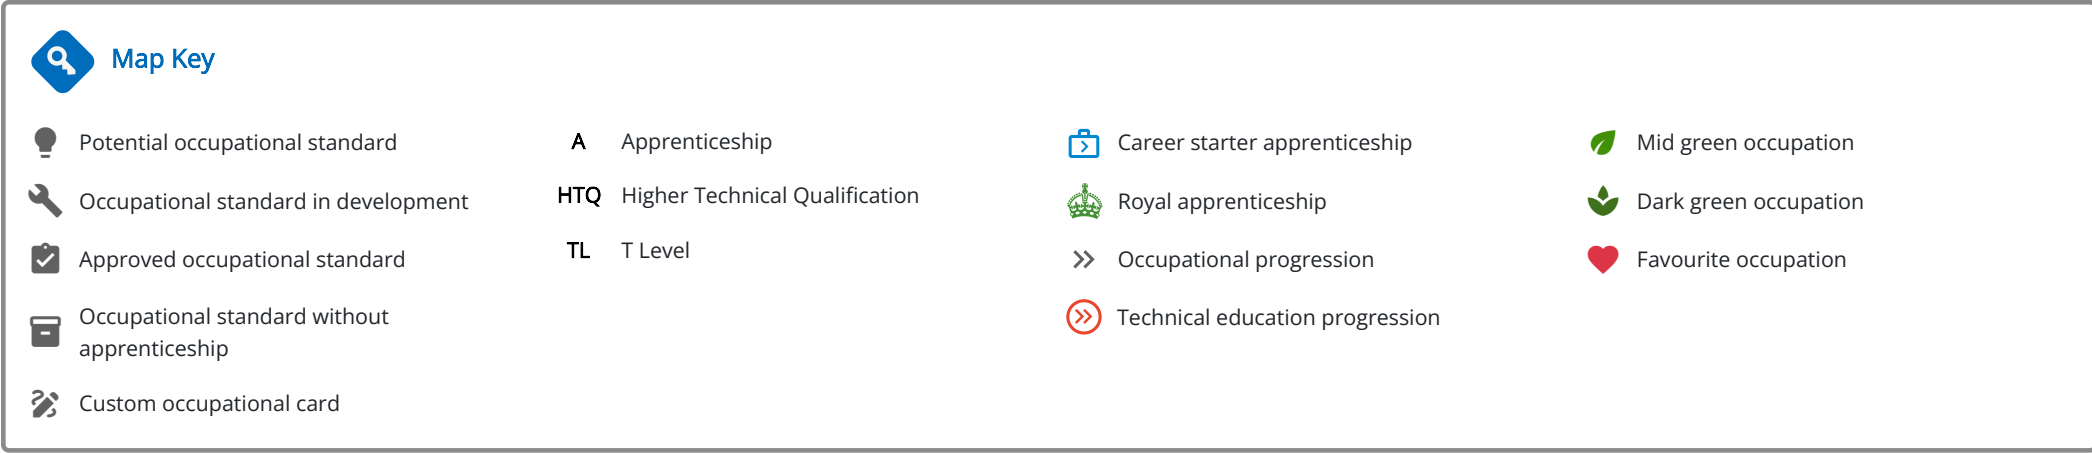 Map Key
Potential occupational standard
Occupational standard in development
Approved occupational standard
Occupational standard without
apprenticeship
Custom occupational card
A Apprenticeship
HTQ Higher Technical Qualification
TL T Level
Career starter apprenticeship
Royal apprenticeship
Occupational progression
Technical education progression
Mid green occupation
Dark green occupation
Favourite occupation